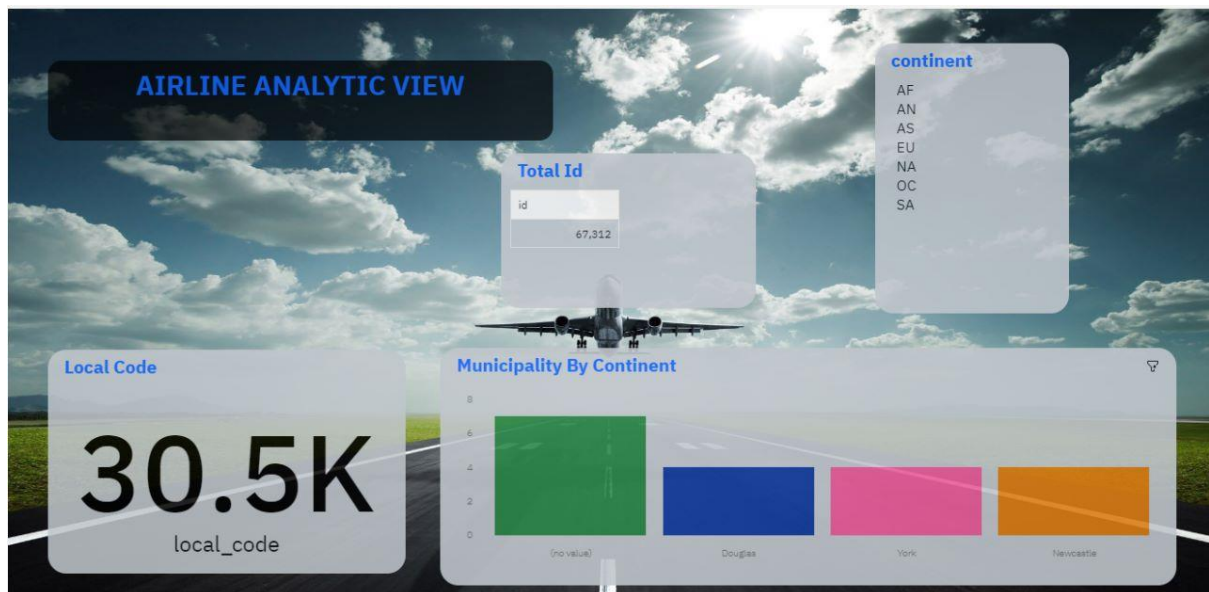 AIRLINE ANALYTIC VIEW
continent
AF
AN
AS
EU
NA
OC
SA
Total Id
id
67,312
Local Code
30.5K
local_code
Municipality By Continent
8
6
4
2
0
(no value) Douglas York Newcastle